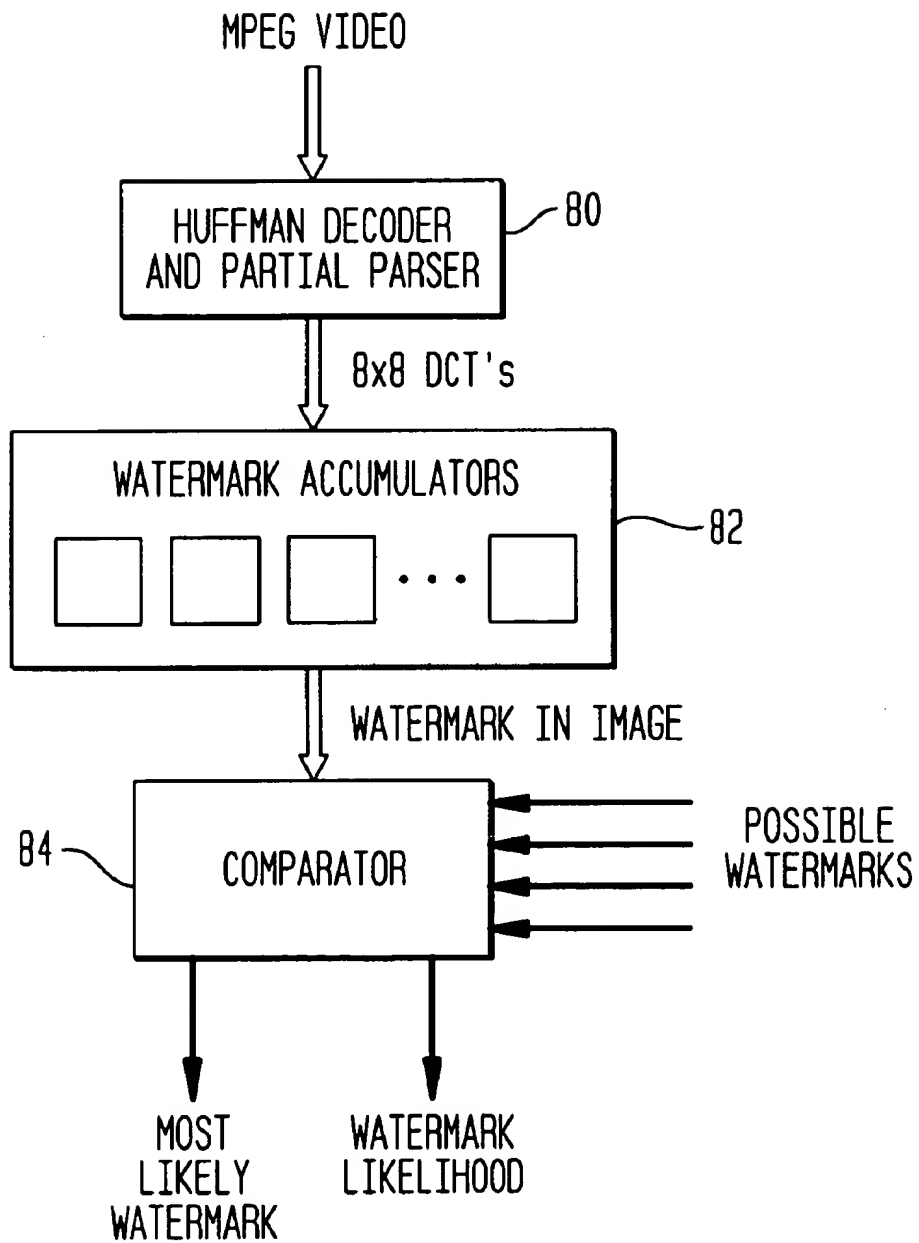 MPEG VIDEO
HUFFMAN DECODER
AND PARTIAL PARSER
80
8x8 DCT's
WATERMARK ACCUMULATORS
82
WATERMARK IN IMAGE
84
COMPARATOR
POSSIBLE
WATERMARKS
MOST
LIKELY
WATERMARK
WATERMARK
LIKELIHOOD